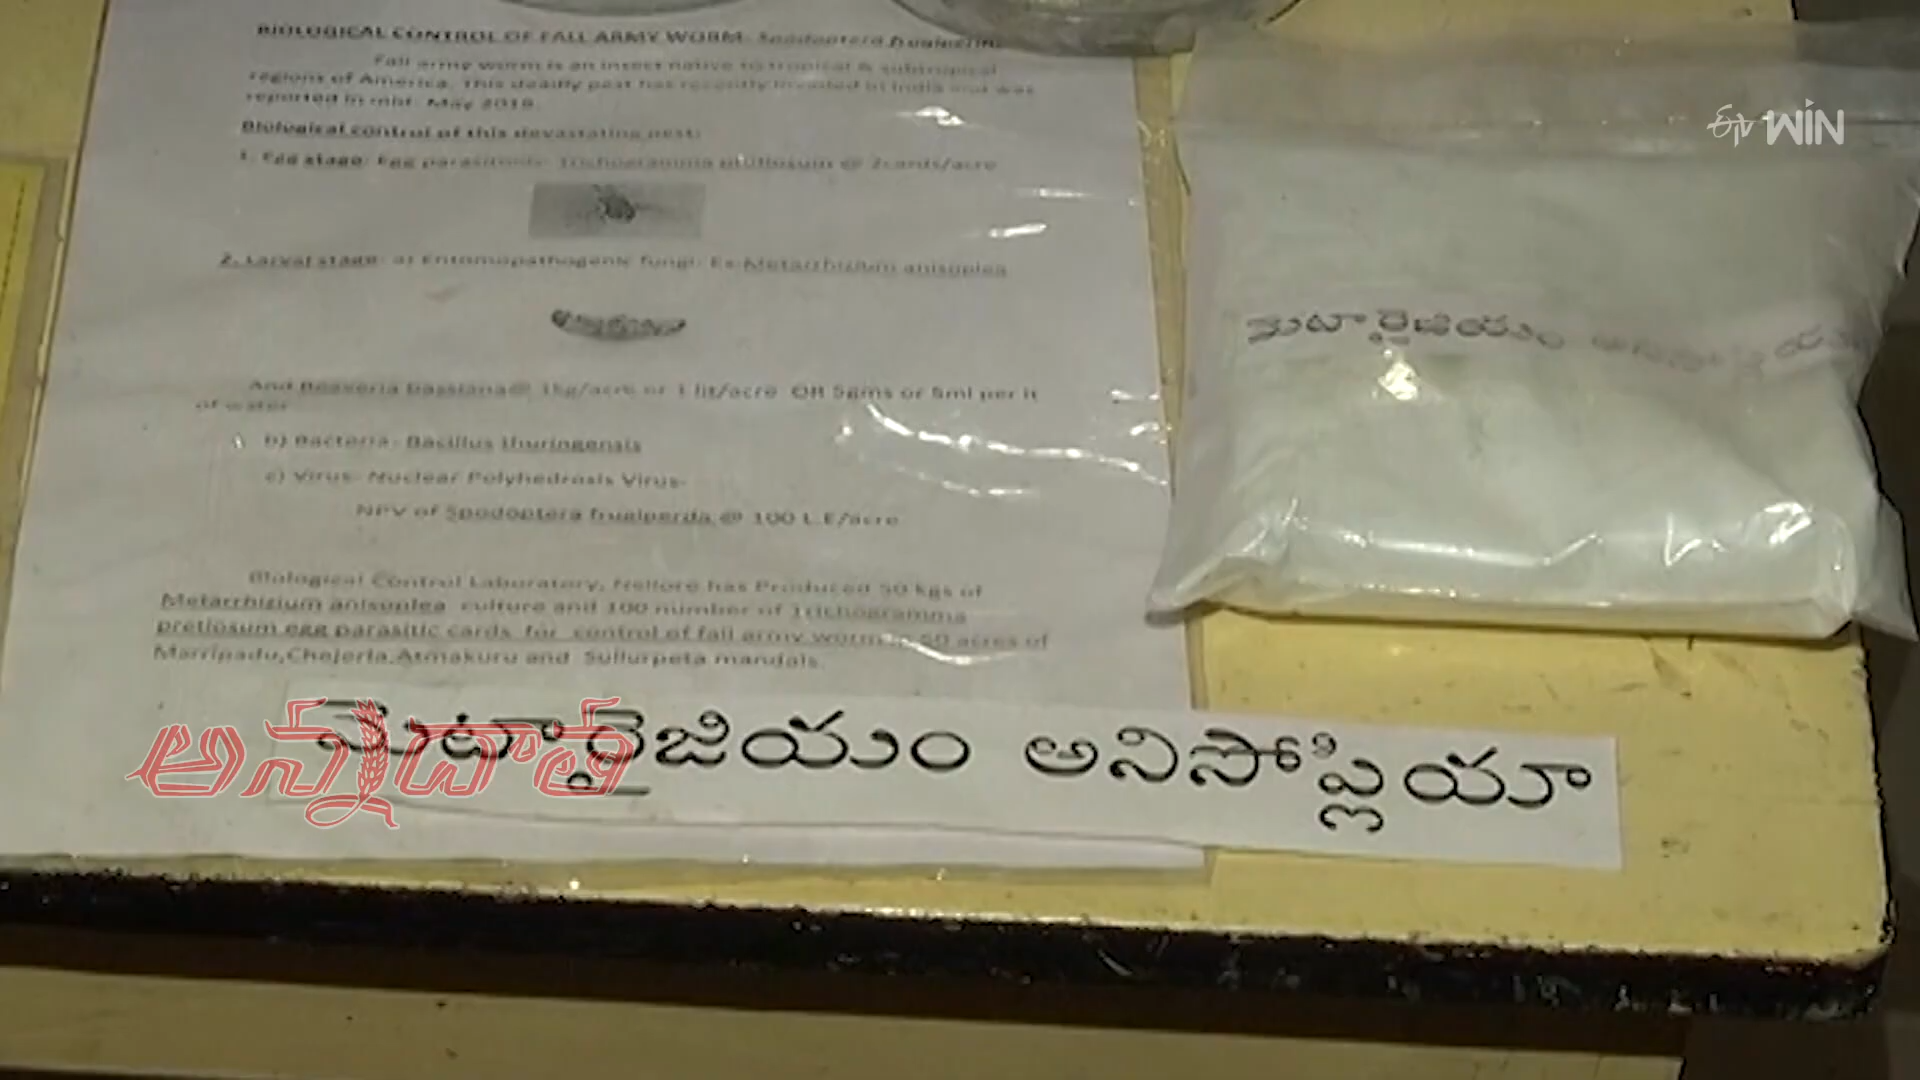 BIOLOGICAL CONTROL OF FALL ARMY WORM- Spodoptera frugiperda
Fall army worm is an insect native to tropical & subtropical
regions of America. This deadly pest has recently invaded in India and was
reported in mid- May 2018.
Biological control of this devastating pest:
1. Egg stage- Egg parasitoids- Trichogramma @ 2cards/acre
2. Larval stage- a) Entomopathogenic fungi- Ex-Metarrhizium anisoplea
And Beaveria bassiana@ 1kg/acre or 1 lit/acre OR 5gms or 5ml per lt
of water
b) Bacteria- Bacillus thuringensis
c) Virus- Nuclear Polyhedrosis Virus-
NPV of Spodoptera frugiperda @ 100 L.E/acre
Biological Control Laboratory, Nellore has Produced 50 kgs of
Metarrhizium anisoplea culture and 100 number of Trichogramma
pretiosum egg parasitic cards for control of fall army worm 50 acres of
Marripadu,Chejerla,Atmakuru and Sullurpeta mandals.
మెట్టారైజియం అనిసోప్లియా
మెట్టారైజియం
అన్నదాత
ఈటీవీ WIN